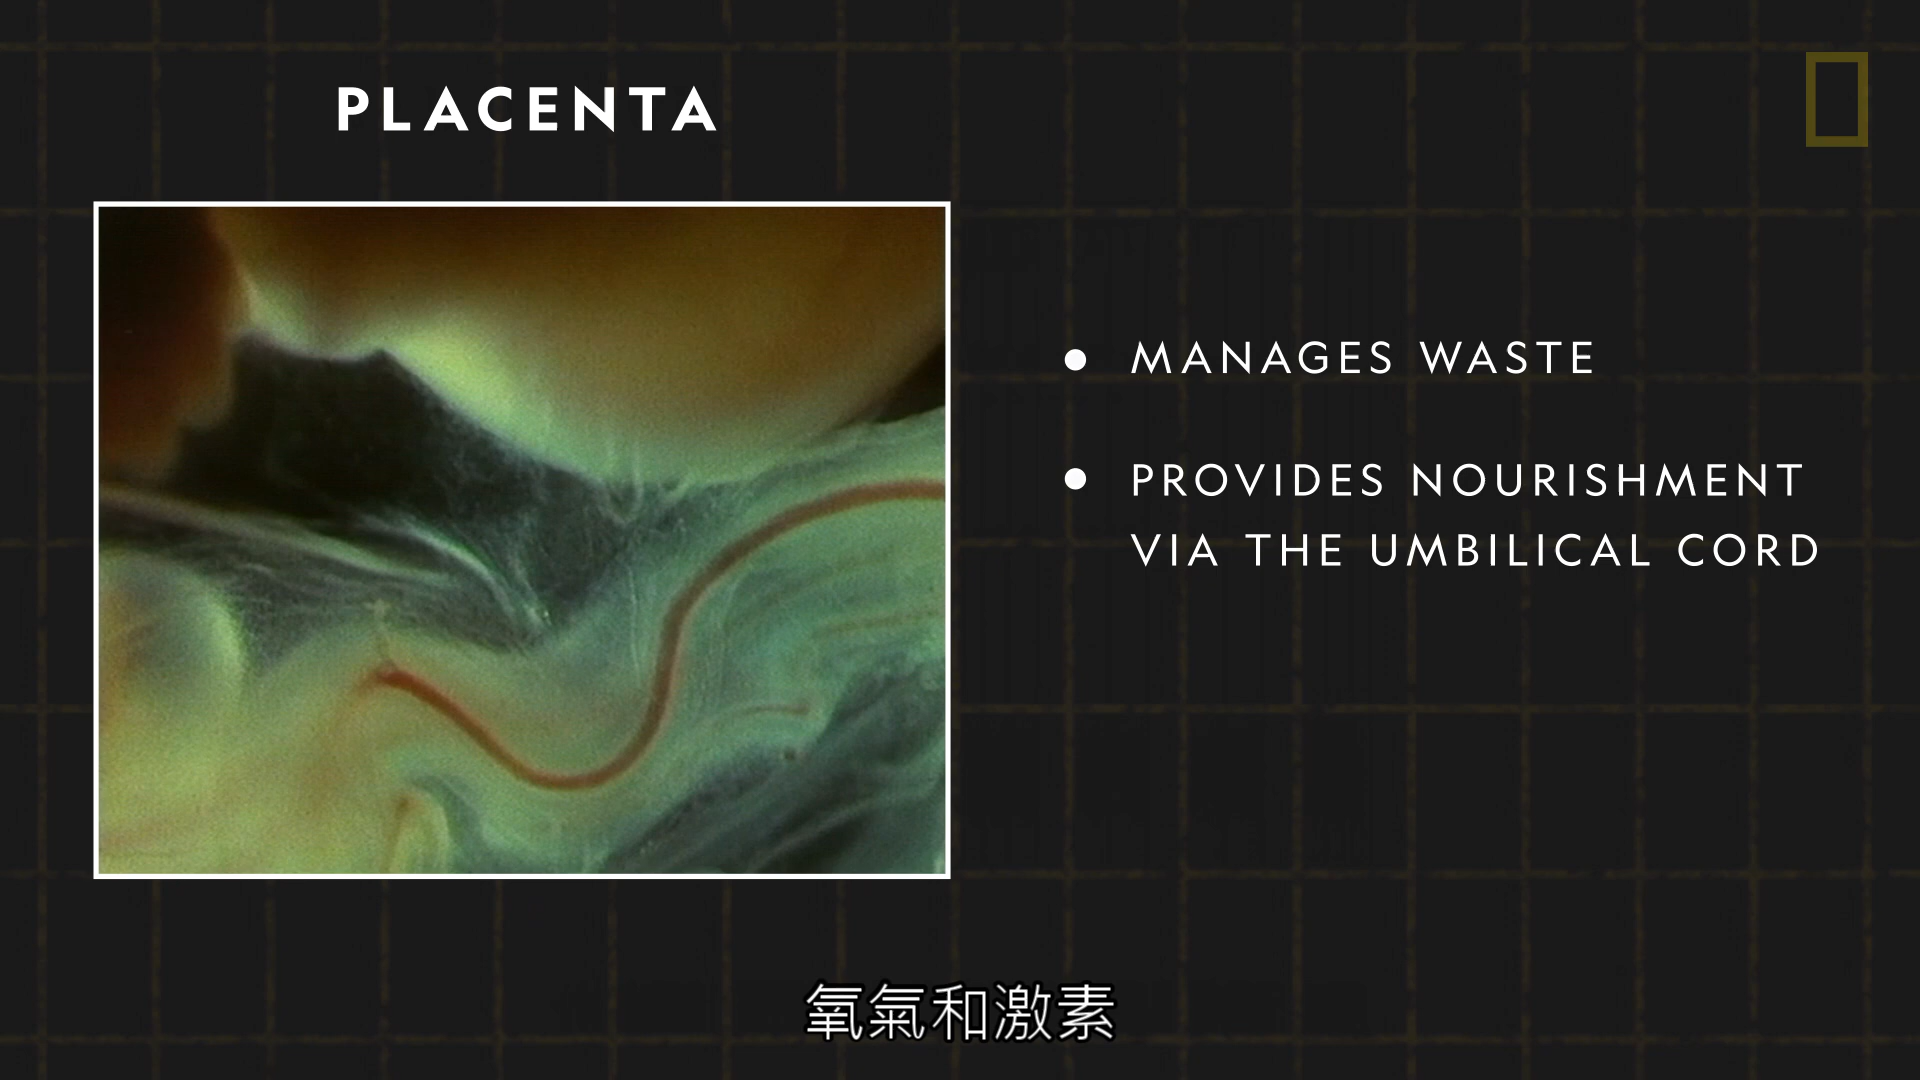 PLACENTA
● MANAGES WASTE
● PROVIDES NOURISHMENT
VIA THE UMBILICAL CORD
氧氣和激素